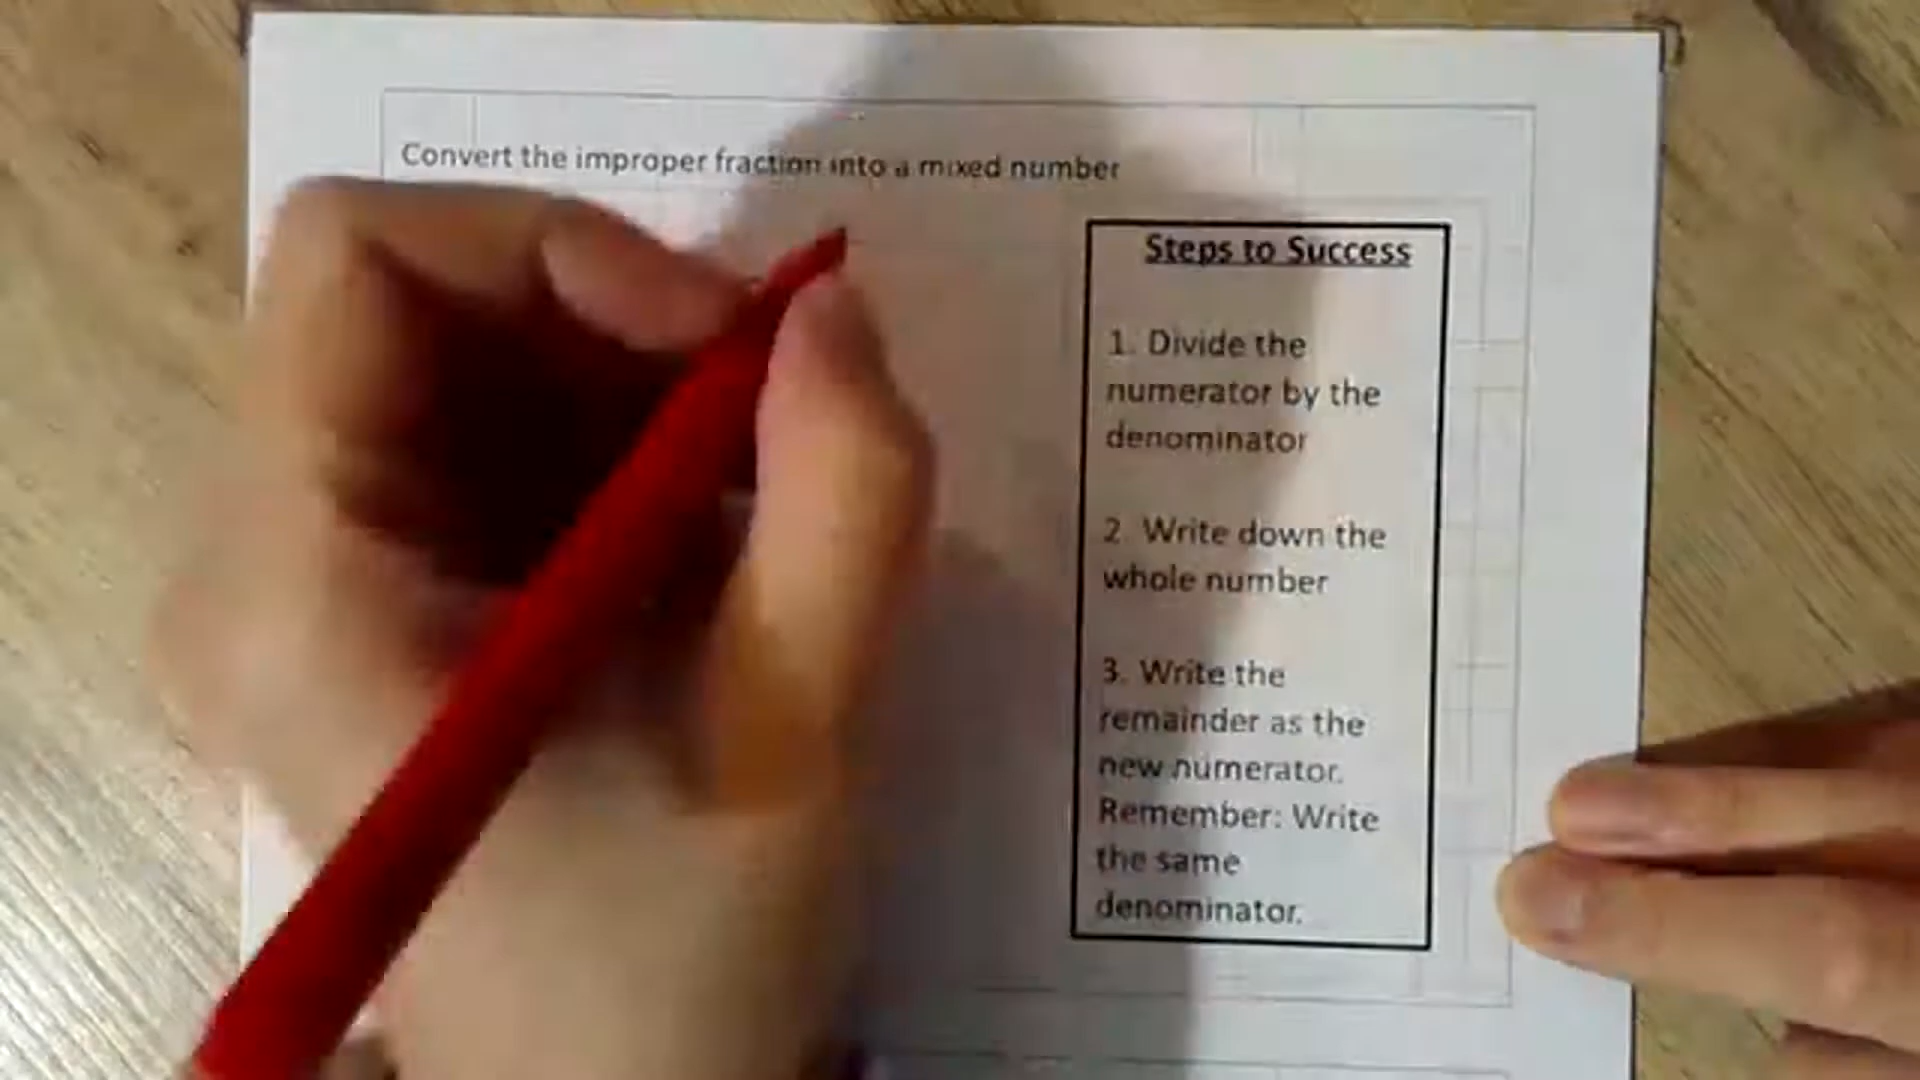 Convert the improper fraction into a mixed number
Steps to Success
1. Divide the
numerator by the
denominator
2. Write down the
whole number
3. Write the
remainder as the
new numerator.
Remember: Write
the same
denominator.